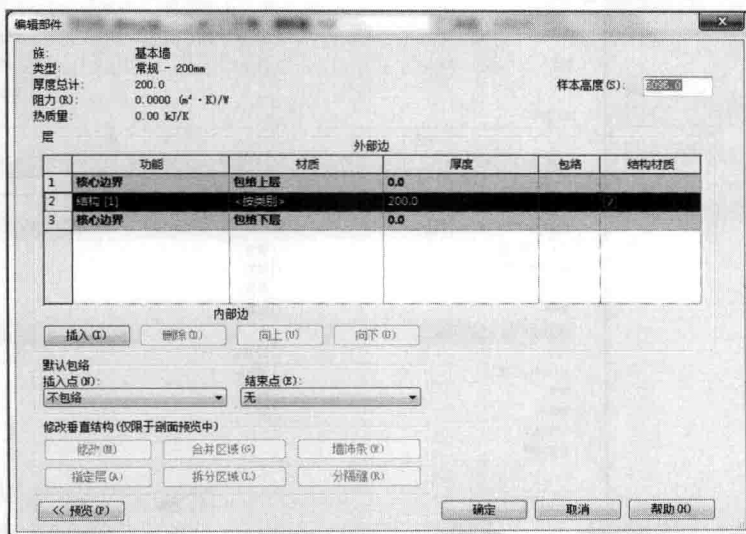 编辑部件
族: 基本墙
类型: 常规 - 200mm
厚度总计: 200.0 样本高度(S):
阻力(R): 0.0000 (m²·K)/W
热质量: 0.00 kJ/K
层
外部边
功能 材质 厚度 包络 结构材质
1 核心边界 包络上层 0.0
2 结构 [1] <按类别> 200.0
3 核心边界 包络下层 0.0
内部边
插入(I) 删除(D) 向上(U) 向下(O)
默认包络
插入点(N): 结束点(E):
不包络 无
修改垂直结构(仅限于剖面预览中)
修改(M) 合并区域(G) 墙饰条(W)
指定层(A) 拆分区域(L) 分隔缝(R)
<< 预览(P) 确定 取消 帮助(H)